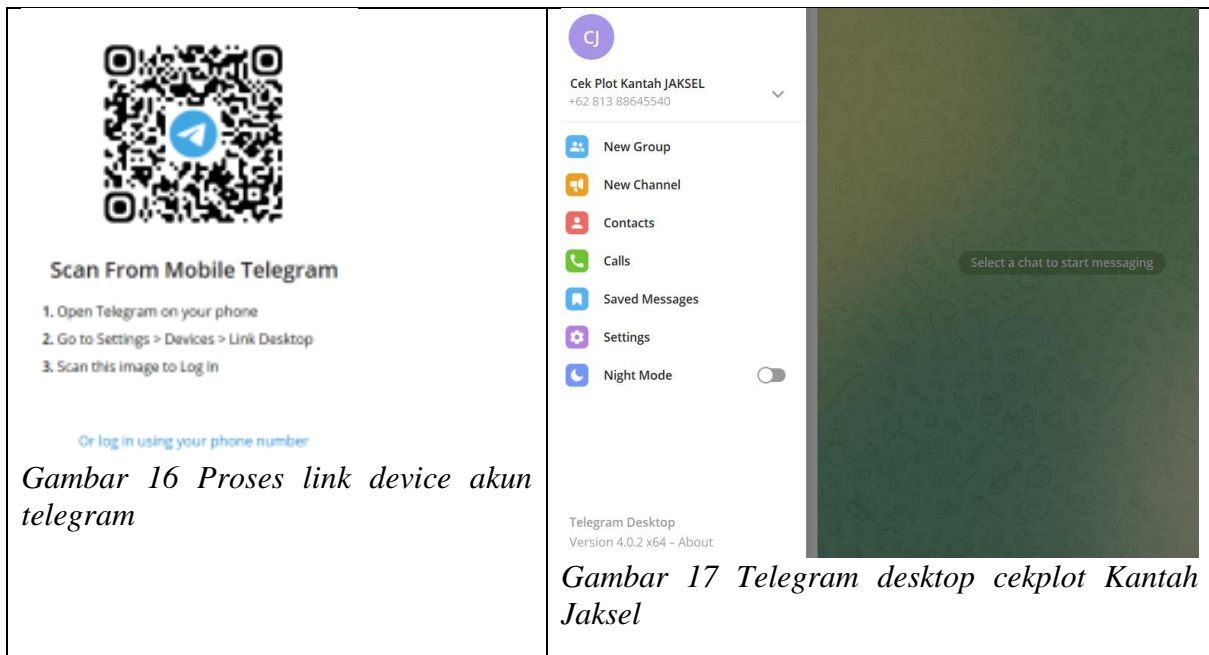 Scan From Mobile Telegram
1. Open Telegram on your phone
2. Go to Settings > Devices > Link Desktop
3. Scan this image to Log In
Or log in using your phone number
Gambar 16 Proses link device akun
telegram
CJ
Cek Plot Kantah JAKSEL
+62 813 88645540
New Group
New Channel
Contacts
Calls
Saved Messages
Settings
Night Mode
Telegram Desktop
Version 4.0.2 x64 – About
Select a chat to start messaging
Gambar 17 Telegram desktop cekplot Kantah
Jaksel